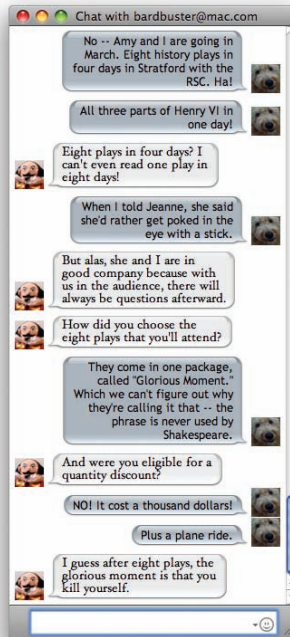 Chat with bardbuster@mac.com
No -- Amy and I are going in
March. Eight history plays in
four days in Stratford with the
RSC. Ha!
All three parts of Henry VI in
one day!
Eight plays in four days? I
can't even read one play in
eight days!
When I told Jeanne, she said
she'd rather get poked in the
eye with a stick.
But alas, she and I are in
good company because with
us in the audience, there will
always be questions afterward.
How did you choose the
eight plays that you'll attend?
They come in one package,
called "Glorious Moment."
Which we can't figure out why
they're calling it that -- the
phrase is never used by
Shakespeare.
And were you eligible for a
quantity discount?
NO! It cost a thousand dollars!
Plus a plane ride.
I guess after eight plays, the
glorious moment is that you
kill yourself.